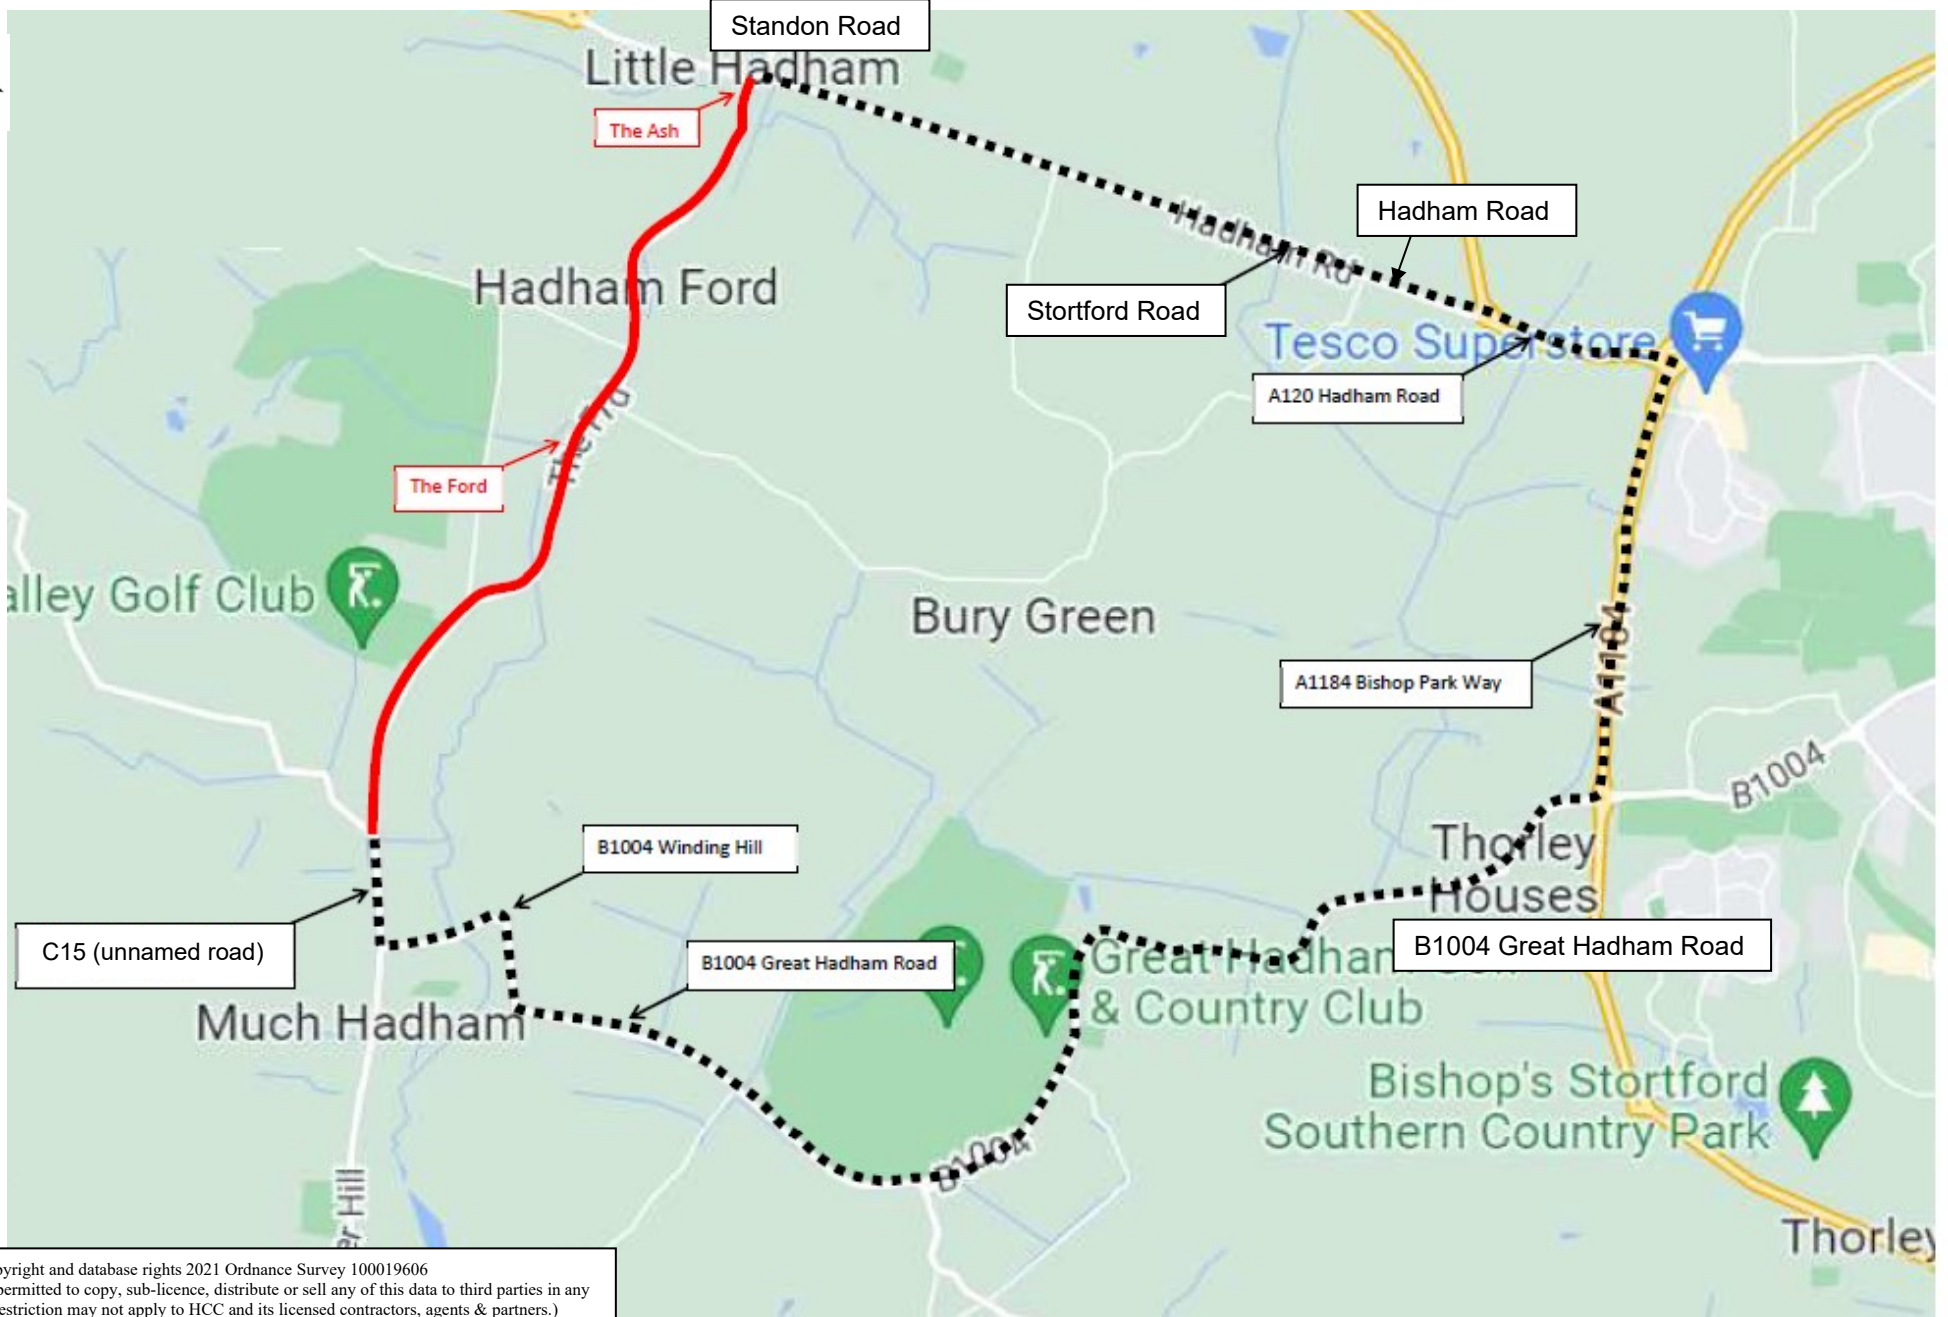 Standon Road
Little Hadham
The Ash
Hadham Road
Hadham Rd
Hadham Ford
Stortford Road
Tesco Superstore
A120 Hadham Road
The Ford
alley Golf Club
Bury Green
A1184
A1184 Bishop Park Way
B1004
B1004 Winding Hill
Thorley
Houses
C15 (unnamed road)
B1004 Great Hadham Road
B1004 Great Hadham Road
Great Hadham
& Country Club
Much Hadham
Bishop's Stortford
Southern Country Park
B1004
er Hill
Thorley
pyright and database rights 2021 Ordnance Survey 100019606
permitted to copy, sub-licence, distribute or sell any of this data to third parties in any
estriction may not apply to HCC and its licensed contractors, agents & partners.)